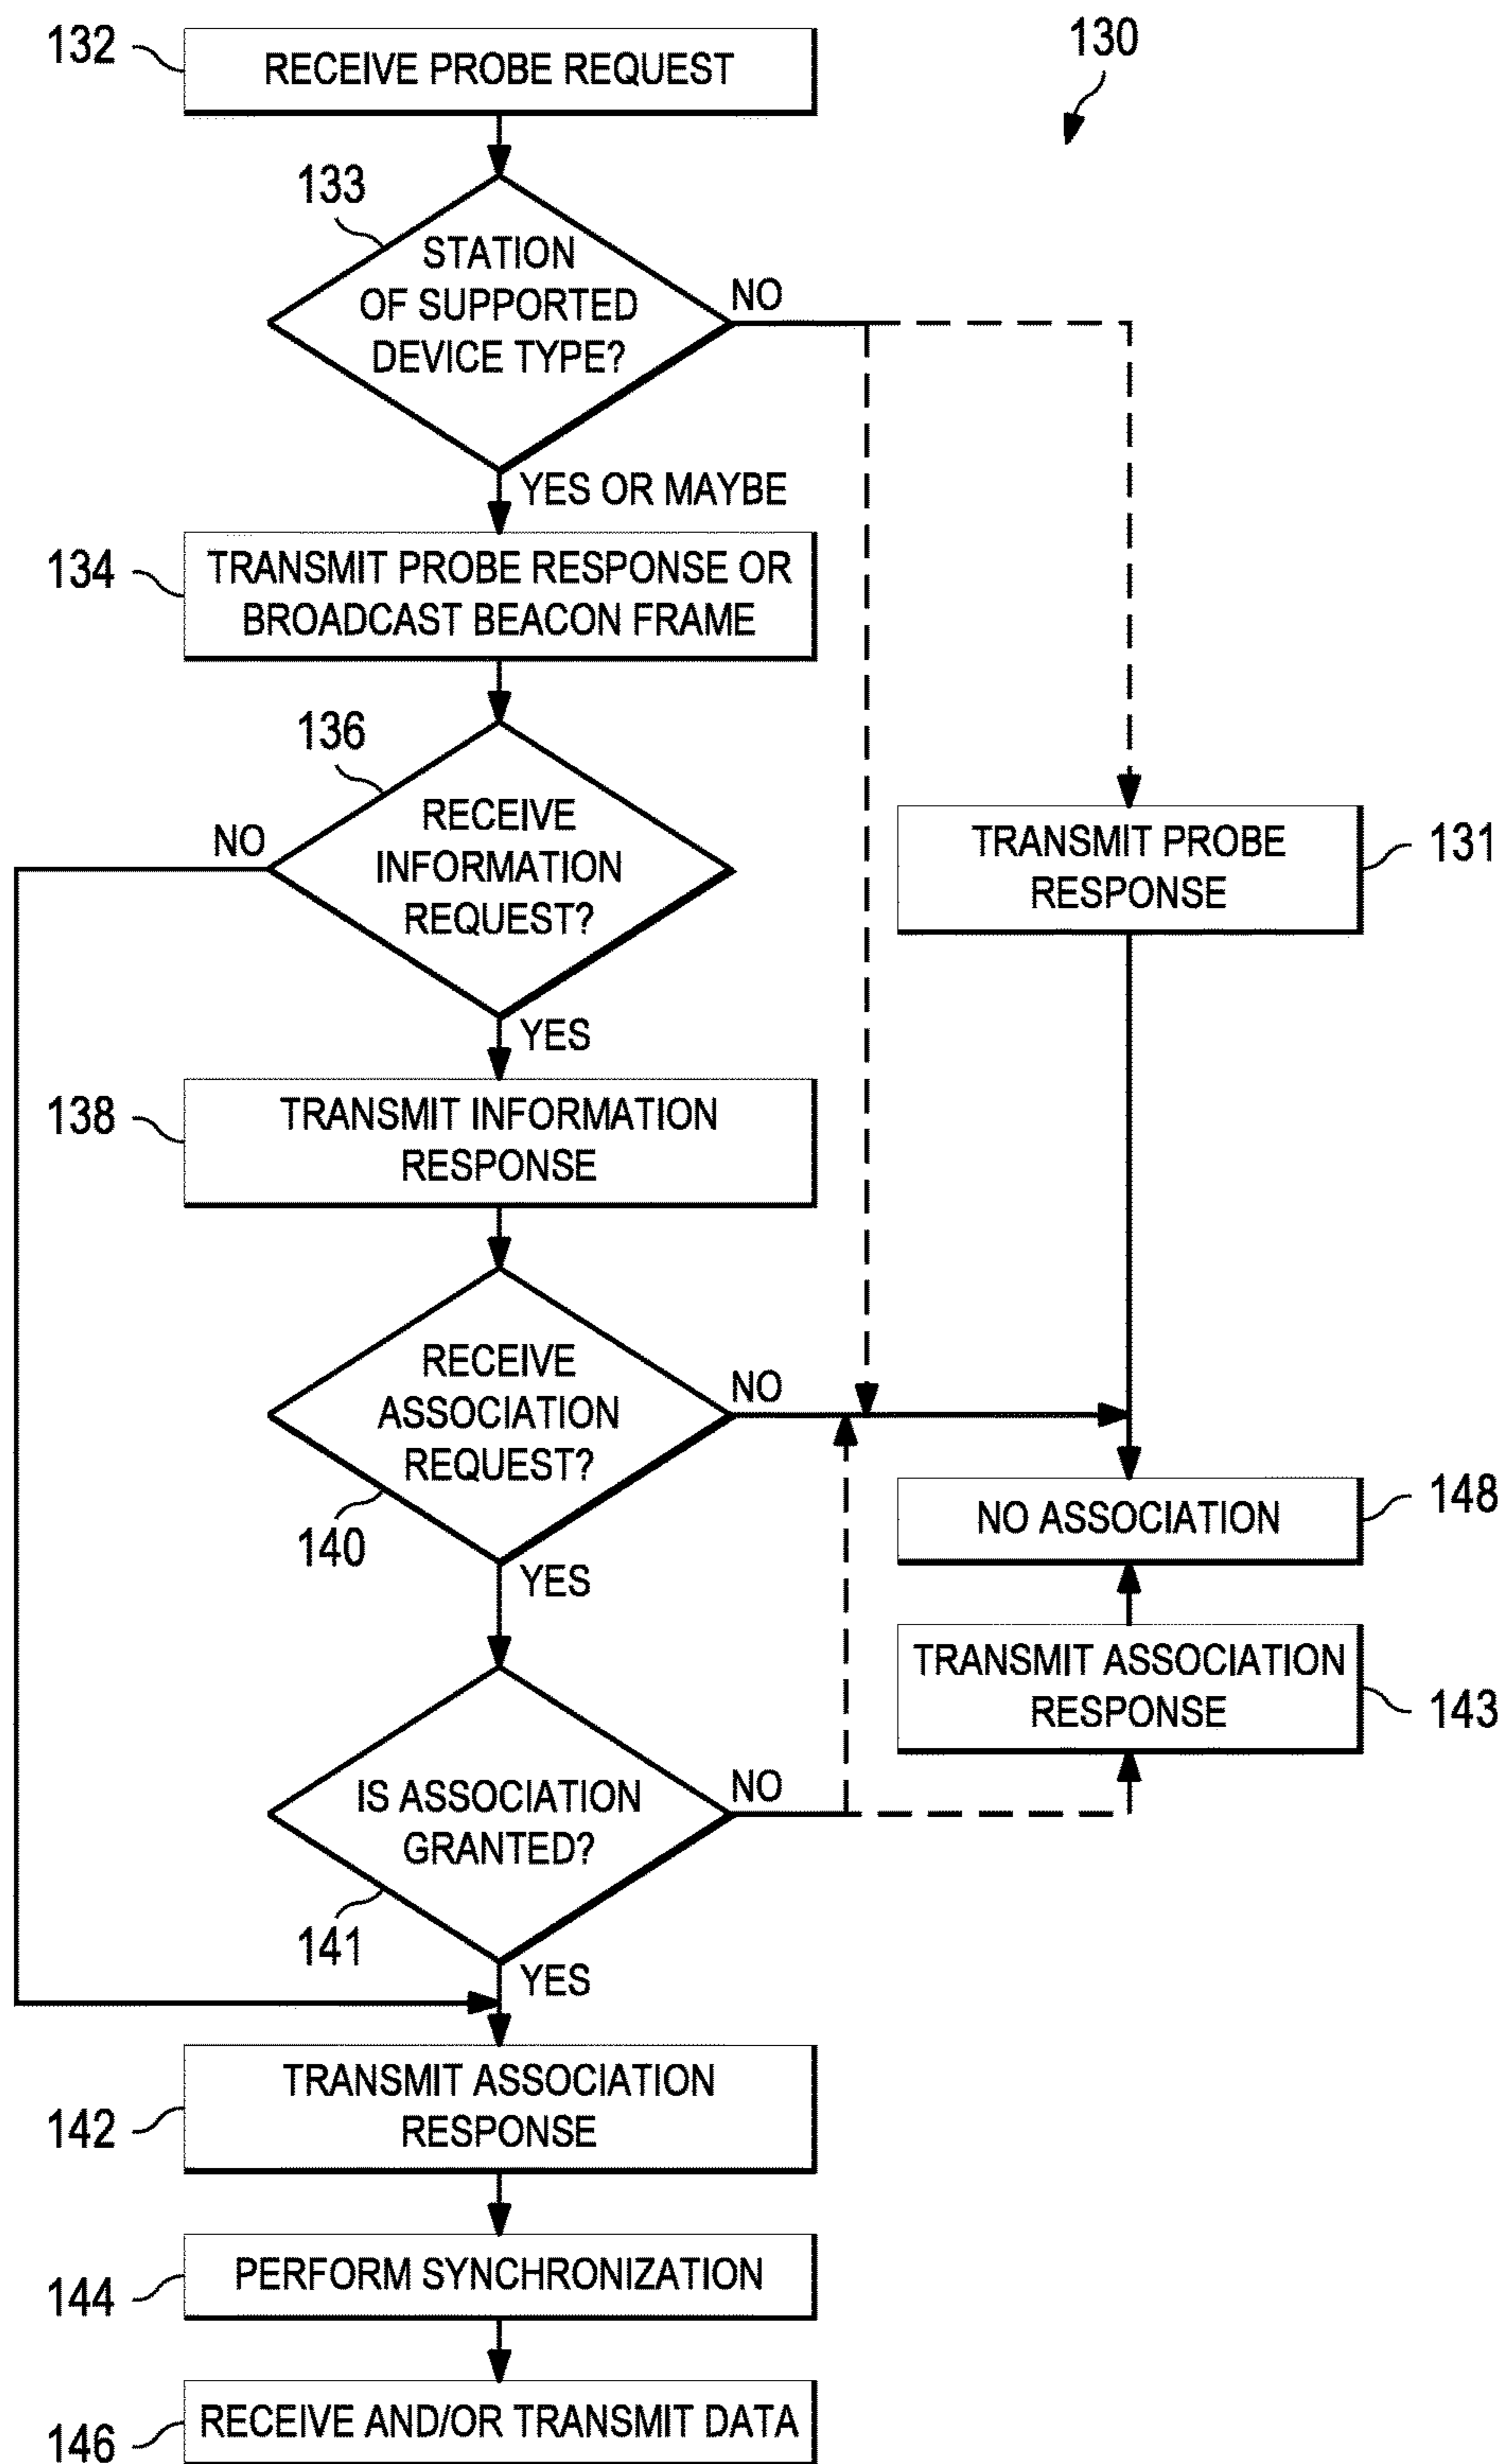 132
RECEIVE PROBE REQUEST
130
133
STATION
OF SUPPORTED
DEVICE TYPE?
NO
YES OR MAYBE
134
TRANSMIT PROBE RESPONSE OR
BROADCAST BEACON FRAME
136
NO
RECEIVE
INFORMATION
REQUEST?
TRANSMIT PROBE
RESPONSE
131
YES
138
TRANSMIT INFORMATION
RESPONSE
RECEIVE
ASSOCIATION
REQUEST?
NO
140
YES
NO ASSOCIATION
148
TRANSMIT ASSOCIATION
RESPONSE
143
IS ASSOCIATION
GRANTED?
NO
141
YES
142
TRANSMIT ASSOCIATION
RESPONSE
144
PERFORM SYNCHRONIZATION
146
RECEIVE AND/OR TRANSMIT DATA